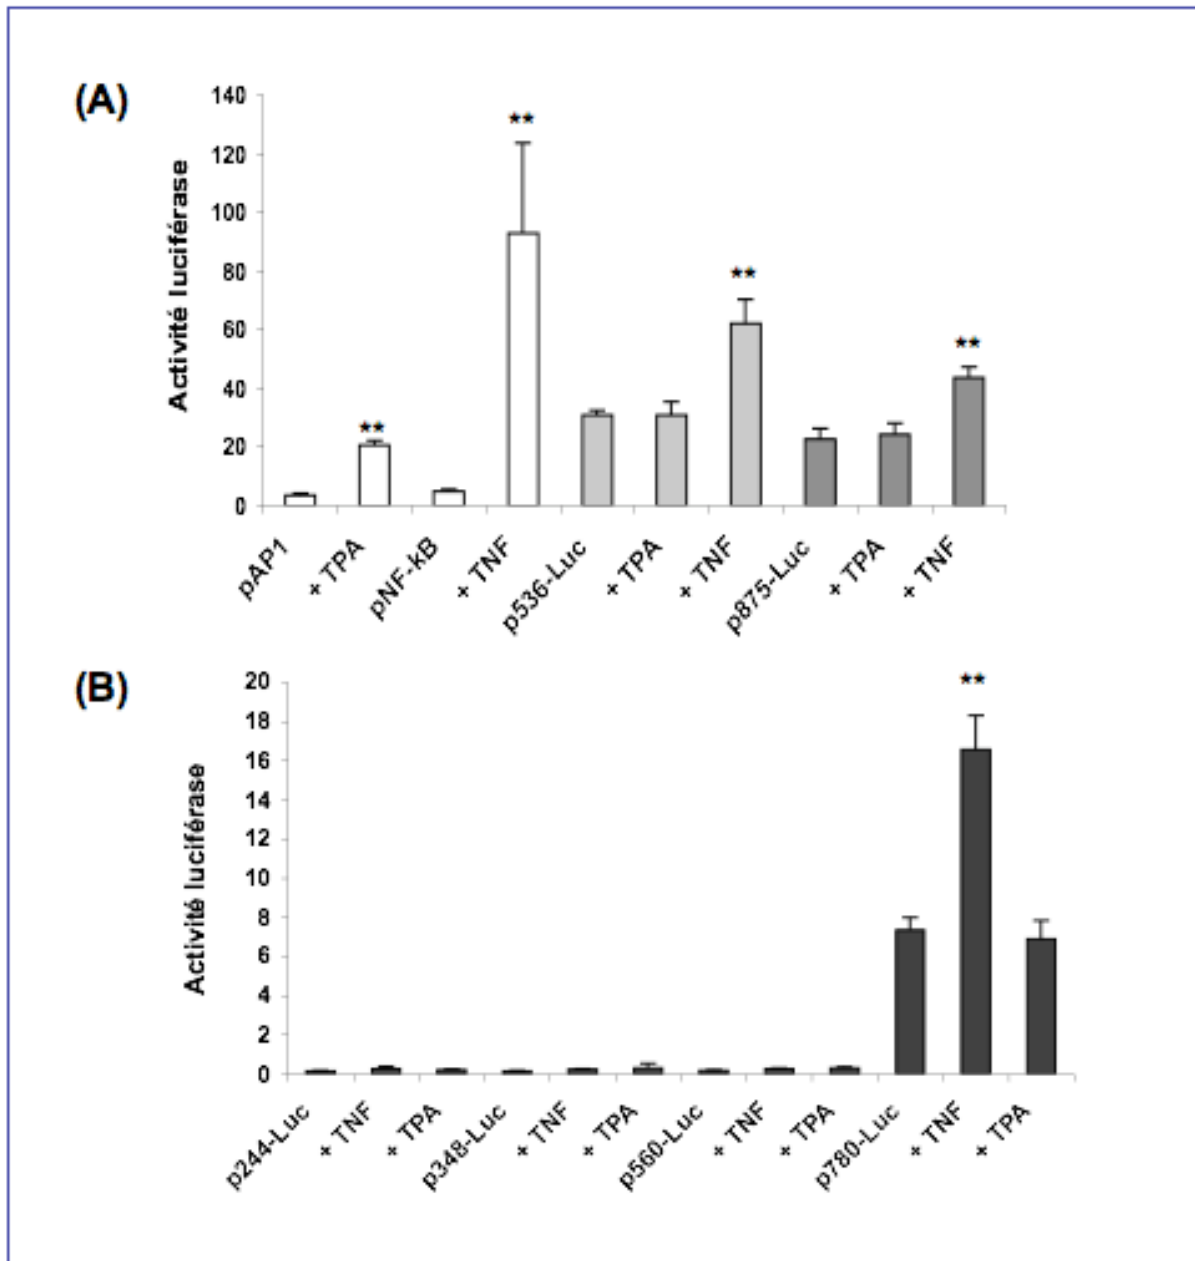 (A)
Activité luciférase
140
120
100
80
60
40
20
0
**
**
**
**
pAP1
+ TPA
pNF-kB
+ TNF
p536-Luc
+ TPA
+ TNF
p875-Luc
+ TPA
+ TNF
(B)
Activité luciférase
20
18
16
14
12
10
8
6
4
2
0
**
p244-Luc
+ TNF
+ TPA
p348-Luc
+ TNF
+ TPA
p560-Luc
+ TNF
+ TPA
p780-Luc
+ TNF
+ TPA